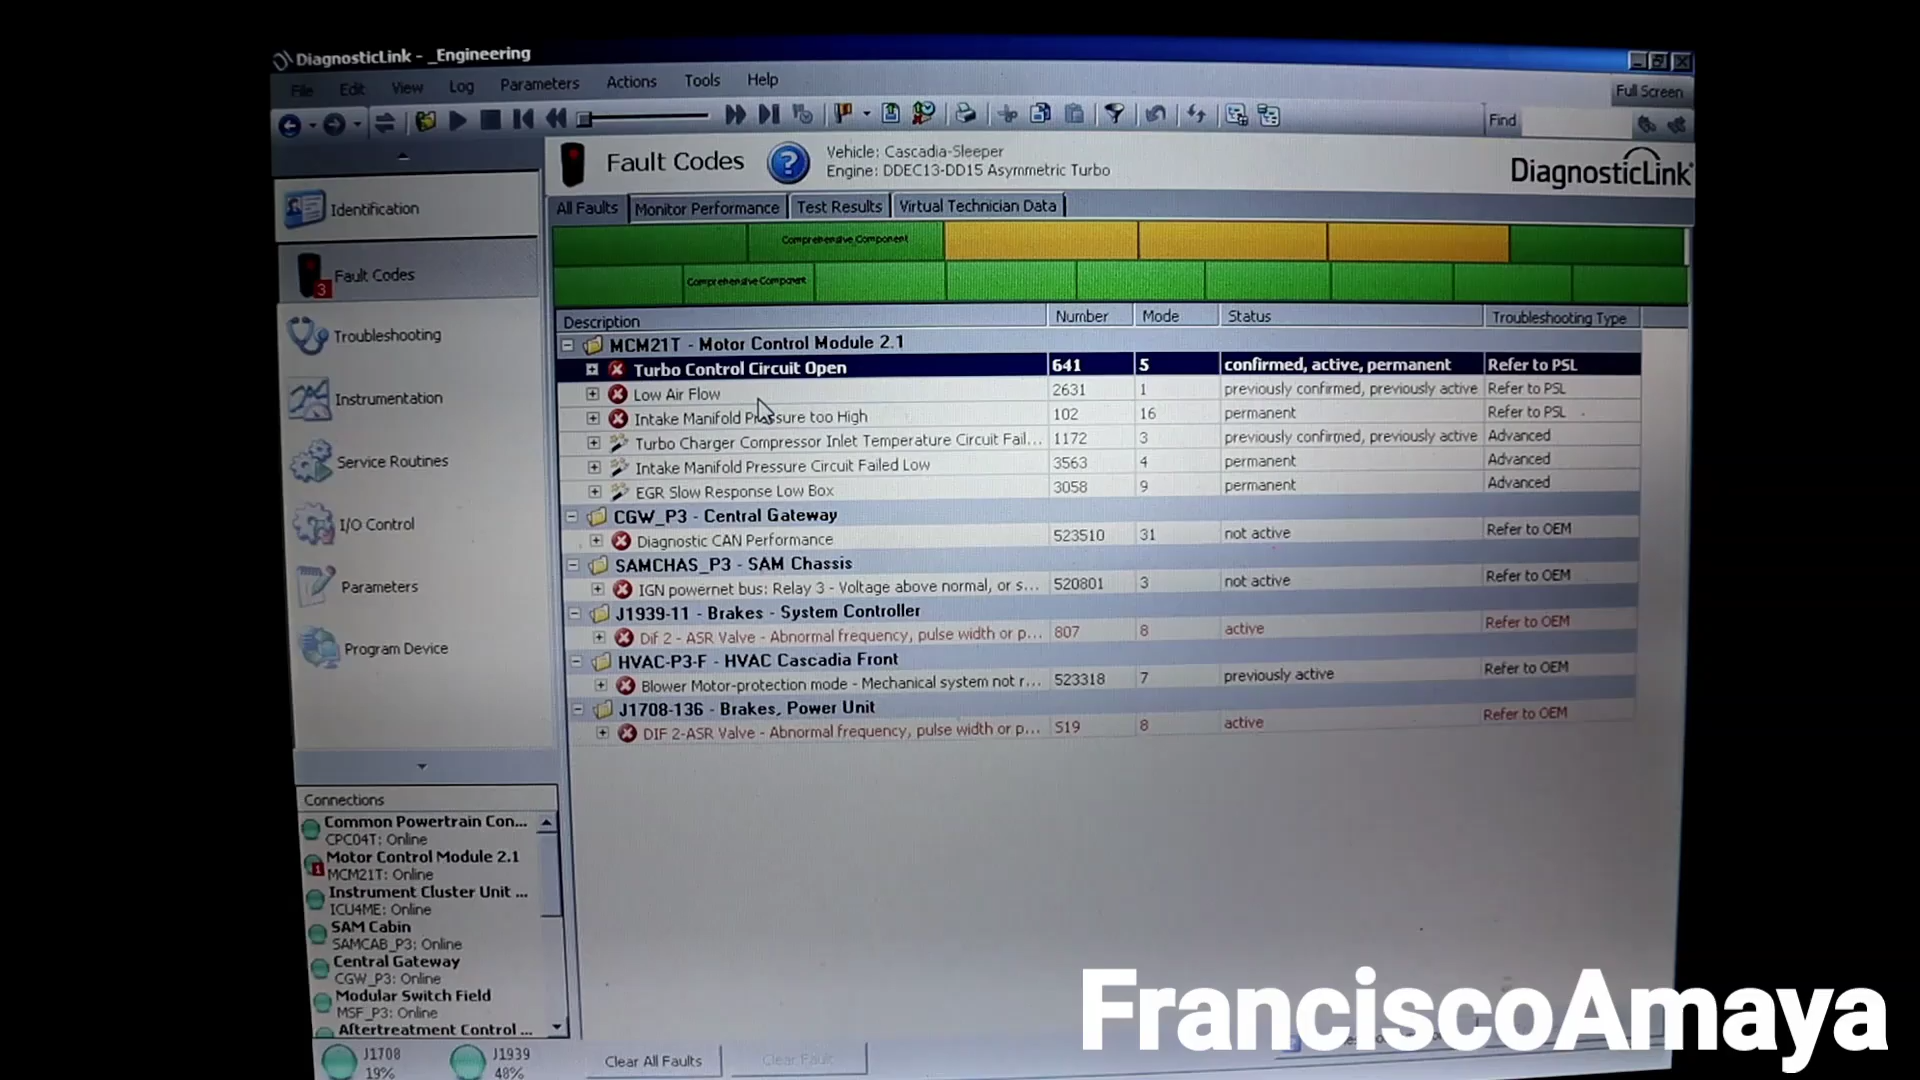 DiagnosticLink - _Engineering
File Edit View Log Parameters Actions Tools Help
Full Screen
Find
Fault Codes
Vehicle: Cascadia-Sleeper
Engine: DDEC13-DD15 Asymmetric Turbo
DiagnosticLink
All Faults Monitor Performance Test Results Virtual Technician Data
Comprehensive Component
Comprehensive Component
Identification
3 Fault Codes
Troubleshooting
Instrumentation
Service Routines
I/O Control
Parameters
Program Device
Description Number Mode Status Troubleshooting Type
MCM21T - Motor Control Module 2.1
Turbo Control Circuit Open 641 5 confirmed, active, permanent Refer to PSL
Low Air Flow 2631 1 previously confirmed, previously active Refer to PSL
Intake Manifold Pressure too High 102 16 permanent Refer to PSL
Turbo Charger Compressor Inlet Temperature Circuit Fail... 1172 3 previously confirmed, previously active Advanced
Intake Manifold Pressure Circuit Failed Low 3563 4 permanent Advanced
EGR Slow Response Low Box 3058 9 permanent Advanced
CGW_P3 - Central Gateway
Diagnostic CAN Performance 523510 31 not active Refer to OEM
SAMCHAS_P3 - SAM Chassis
IGN powernet bus: Relay 3 - Voltage above normal, or s... 520801 3 not active Refer to OEM
J1939-11 - Brakes - System Controller
Dif 2 - ASR Valve - Abnormal frequency, pulse width or p... 807 8 active Refer to OEM
HVAC-P3-F - HVAC Cascadia Front
Blower Motor-protection mode - Mechanical system not r... 523318 7 previously active Refer to OEM
J1708-136 - Brakes, Power Unit
DIF 2-ASR Valve - Abnormal frequency, pulse width or p... 519 8 active Refer to OEM
Connections
Common Powertrain Con...
CPC04T: Online
Motor Control Module 2.1
1 MCM21T: Online
Instrument Cluster Unit ...
ICU4ME: Online
SAM Cabin
SAMCAB_P3: Online
Central Gateway
CGW_P3: Online
Modular Switch Field
MSF_P3: Online
Aftertreatment Control ...
J1708
19%
J1939
48%
Clear All Faults Clear Fault
FranciscoAmaya